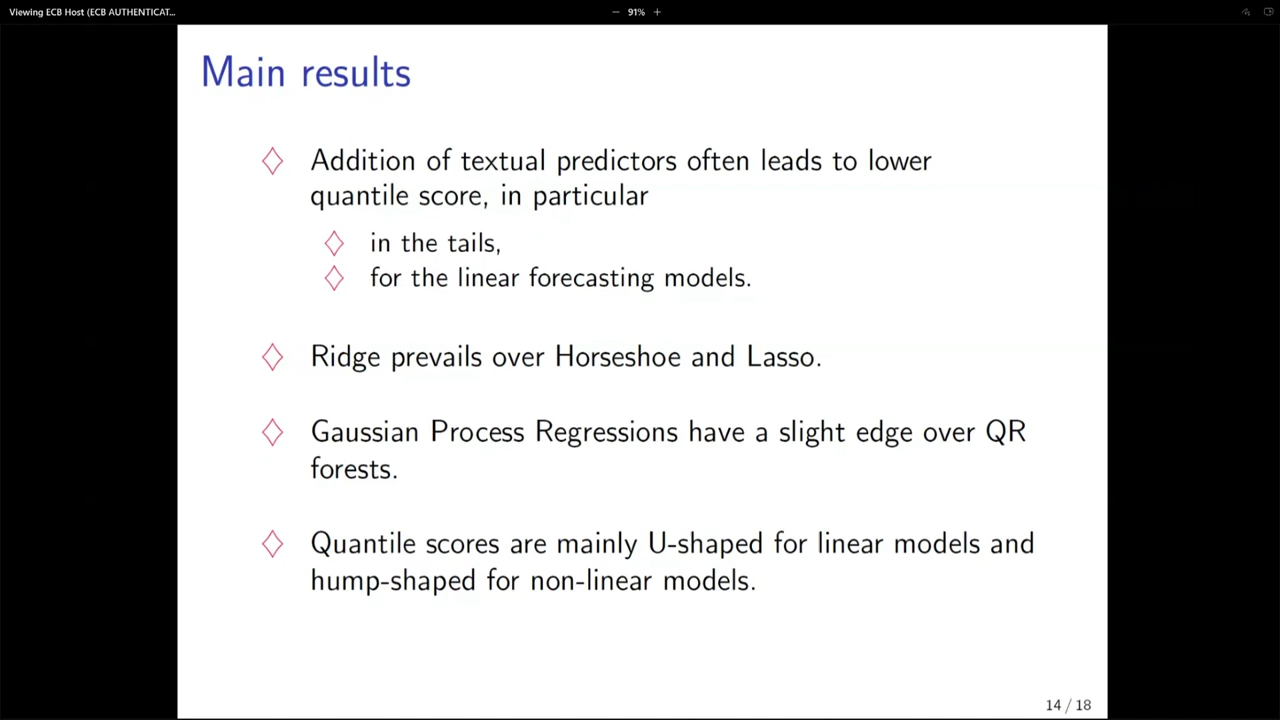 Viewing ECB Host (ECB AUTHENTICAT...
91%
Main results
Addition of textual predictors often leads to lower
quantile score, in particular
in the tails,
for the linear forecasting models.
Ridge prevails over Horseshoe and Lasso.
Gaussian Process Regressions have a slight edge over QR
forests.
Quantile scores are mainly U-shaped for linear models and
hump-shaped for non-linear models.
14 / 18